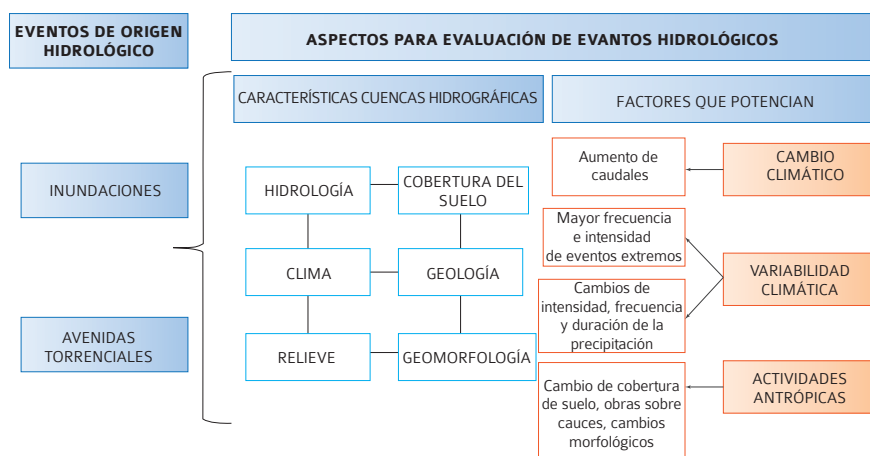 EVENTOS DE ORIGEN
HIDROLÓGICO
ASPECTOS PARA EVALUACIÓN DE EVANTOS HIDROLÓGICOS
CARACTERÍSTICAS CUENCAS HIDROGRÁFICAS
FACTORES QUE POTENCIAN
INUNDACIONES
AVENIDAS
TORRENCIALES
HIDROLOGÍA
COBERTURA DEL
SUELO
CLIMA
GEOLOGÍA
RELIEVE
GEOMORFOLOGÍA
Aumento de
caudales
CAMBIO
CLIMÁTICO
Mayor frecuencia
e intensidad
de eventos extremos
Cambios de
intensidad, frecuencia
y duración de la
precipitación
VARIABILIDAD
CLIMÁTICA
Cambio de cobertura
de suelo, obras sobre
cauces, cambios
morfológicos
ACTIVIDADES
ANTRÓPICAS